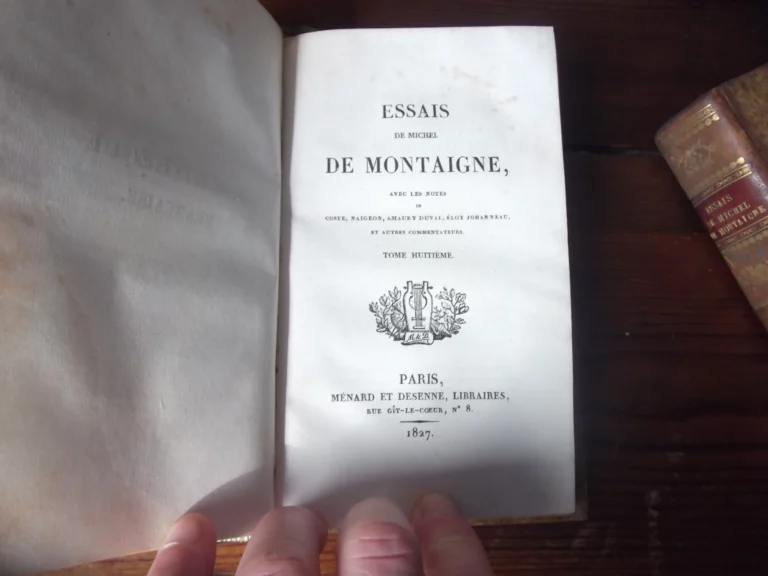 ESSAIS
DE MICHEL
DE MONTAIGNE,
AVEC LES NOTES
DE
COSTE, NAIGEON, AMAURY DUVAL, ÉLOY JOHANNEAU,
ET AUTRES COMMENTATEURS.
TOME HUITIÈME.
M. & D.
PARIS,
MÉNARD ET DESENNE, LIBRAIRES,
RUE GÎT-LE-CŒUR, N° 8.
1827.
ESSAIS
DE MICHEL
DE MONTAIGNE